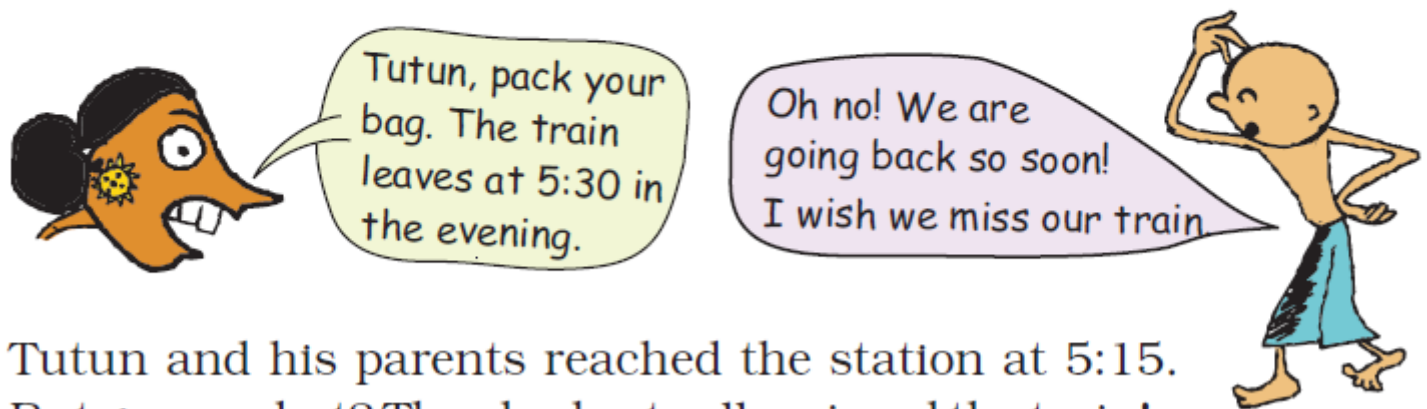 Tutun, pack your
bag. The train
leaves at 5:30 in
the evening.
Oh no! We are
going back so soon!
I wish we miss our train
Tutun and his parents reached the station at 5:15.